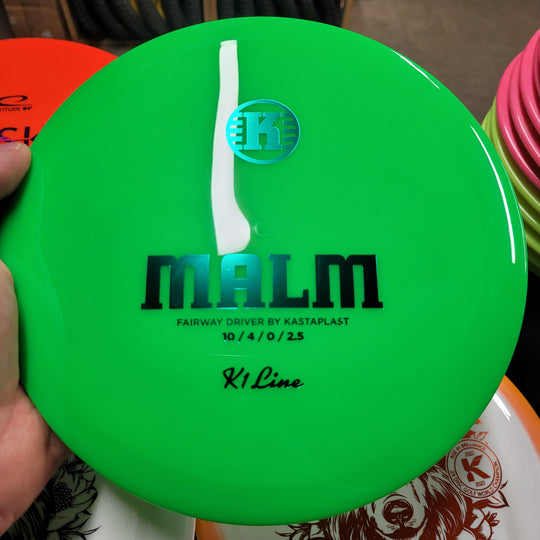 K
MALM
FAIRWAY DRIVER BY KASTAPLAST
10 / 4 / 0 / 2.5
K1 Line
K